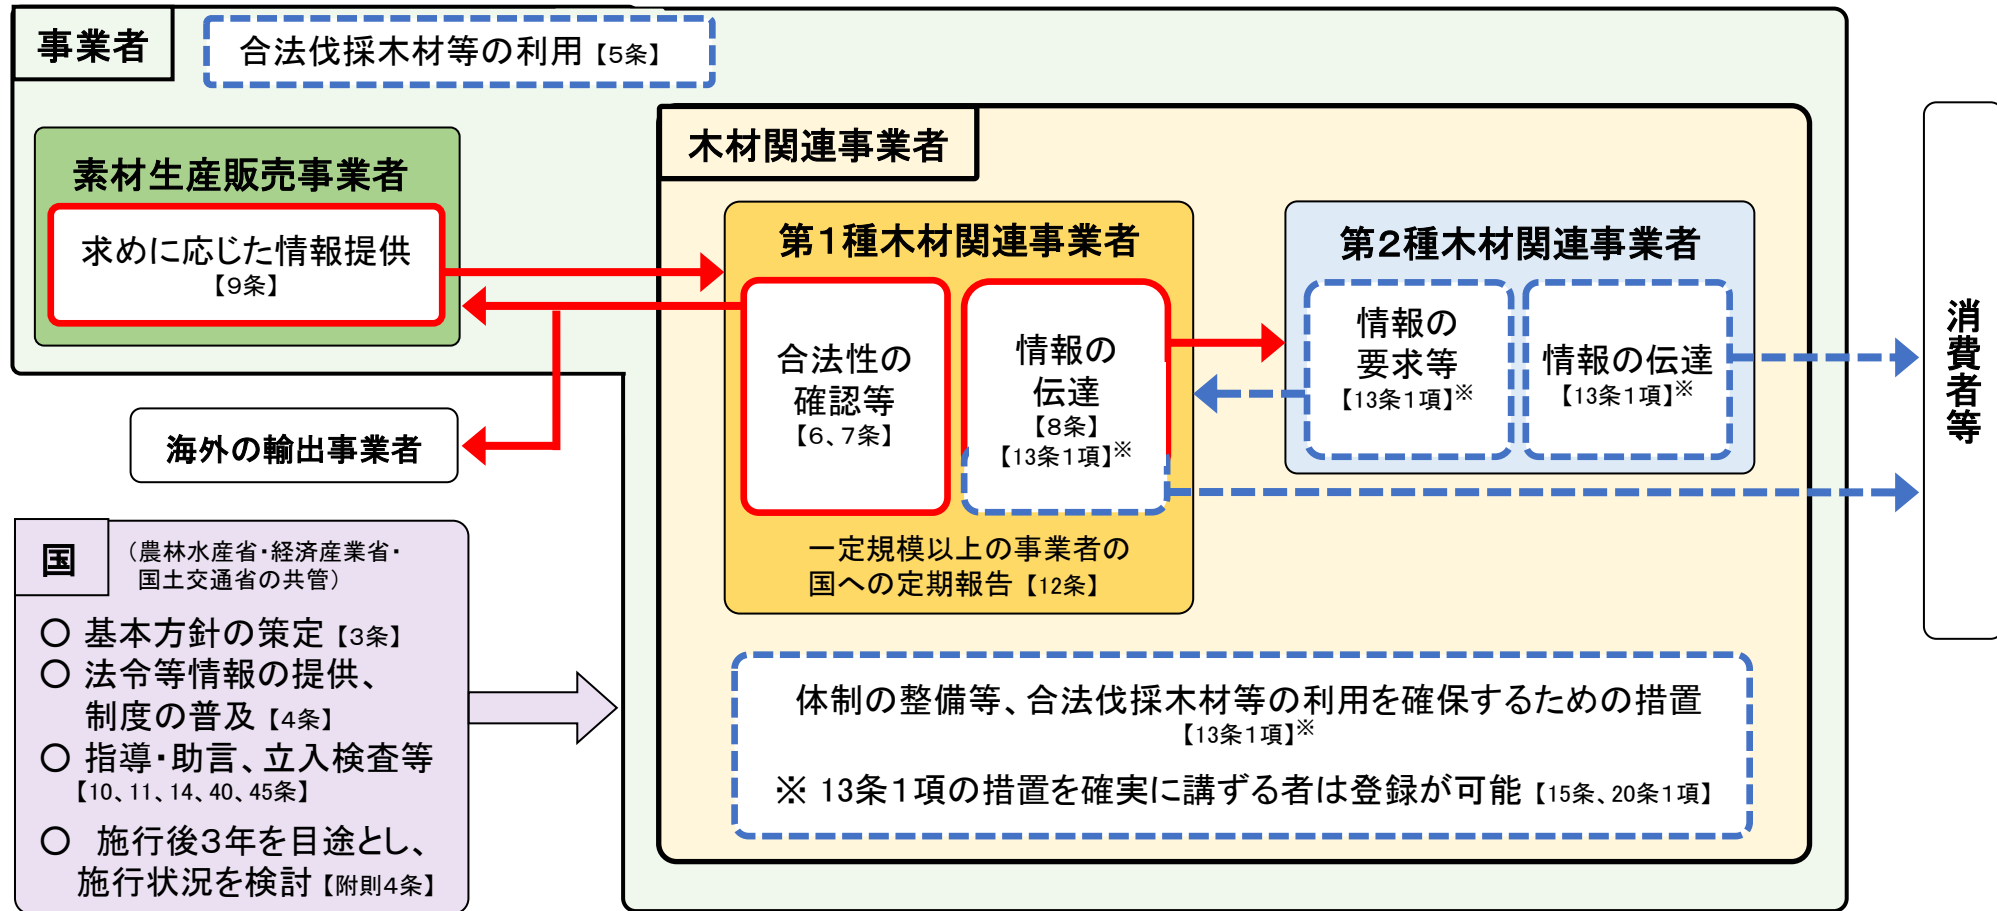 事業者
合法伐採木材等の利用【5条】
素材生産販売事業者
求めに応じた情報提供
【9条】
海外の輸出事業者
木材関連事業者
第1種木材関連事業者
合法性の
確認等
【6、7条】
情報の
伝達
【8条】
【13条1項】※
一定規模以上の事業者の
国への定期報告【12条】
第2種木材関連事業者
情報の
要求等
【13条1項】※
情報の伝達
【13条1項】※
体制の整備等、合法伐採木材等の利用を確保するための措置
【13条1項】※
※ 13条1項の措置を確実に講ずる者は登録が可能【15条、20条1項】
消費者等
国
（農林水産省・経済産業省・
国土交通省の共管）
〇 基本方針の策定【3条】
〇 法令等情報の提供、
制度の普及【4条】
〇 指導・助言、立入検査等
【10、11、14、40、45条】
〇 施行後3年を目途とし、
施行状況を検討【附則4条】